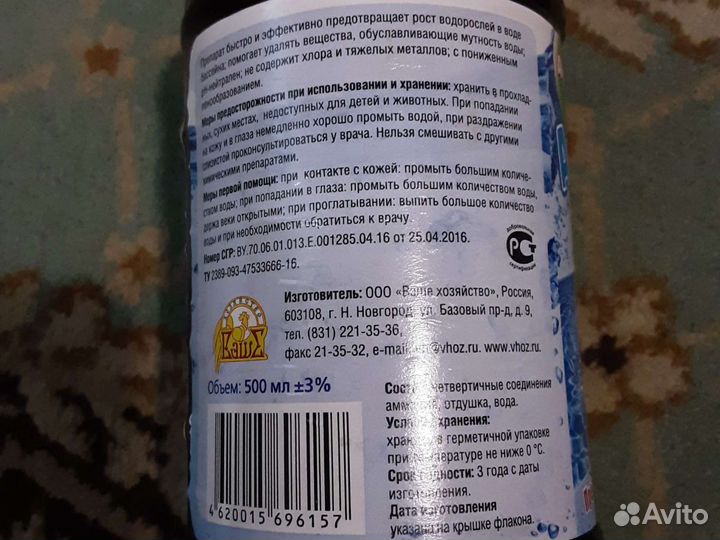 Препарат быстро и эффективно предотвращает рост водорослей в воде
бассейна; помогает удалять вещества, обуславливающие мутность воды;
pH-нейтрален; не содержит хлора и тяжелых металлов; с пониженным
пенообразованием.
Меры предосторожности при использовании и хранении: хранить в прохлад-
ных, сухих местах, недоступных для детей и животных. При попадании
на кожу и в глаза немедленно хорошо промыть водой, при раздражении
слизистой проконсультироваться у врача. Нельзя смешивать с другими
химическими препаратами.
Меры первой помощи: при контакте с кожей: промыть большим количе-
ством воды; при попадании в глаза: промыть большим количеством воды,
держа веки открытыми; при проглатывании: выпить большое количество
воды и при необходимости обратиться к врачу.
Номер СГР: BY.70.06.01.013.Е.001285.04.16 от 25.04.2016.
ТУ 2389-093-47533666-16.
добровольная
РСТ
сертификация
Изготовитель: ООО «Ваше хозяйство», Россия,
603108, г. Н. Новгород, ул. Базовый пр-д, д. 9,
тел. (831) 221-35-36,
факс 21-35-32, e-mail: @vhoz.ru, www.vhoz.ru
ВАШЕ
Объем: 500 мл ±3%
Состав: четвертичные соединения
аммония, отдушка, вода.
Условия хранения:
хранить в герметичной упаковке
при температуре не ниже 0 °C.
Срок годности: 3 года с даты
изготовления.
Дата изготовления
указана на крышке флакона.
4 620015 696157
Avito